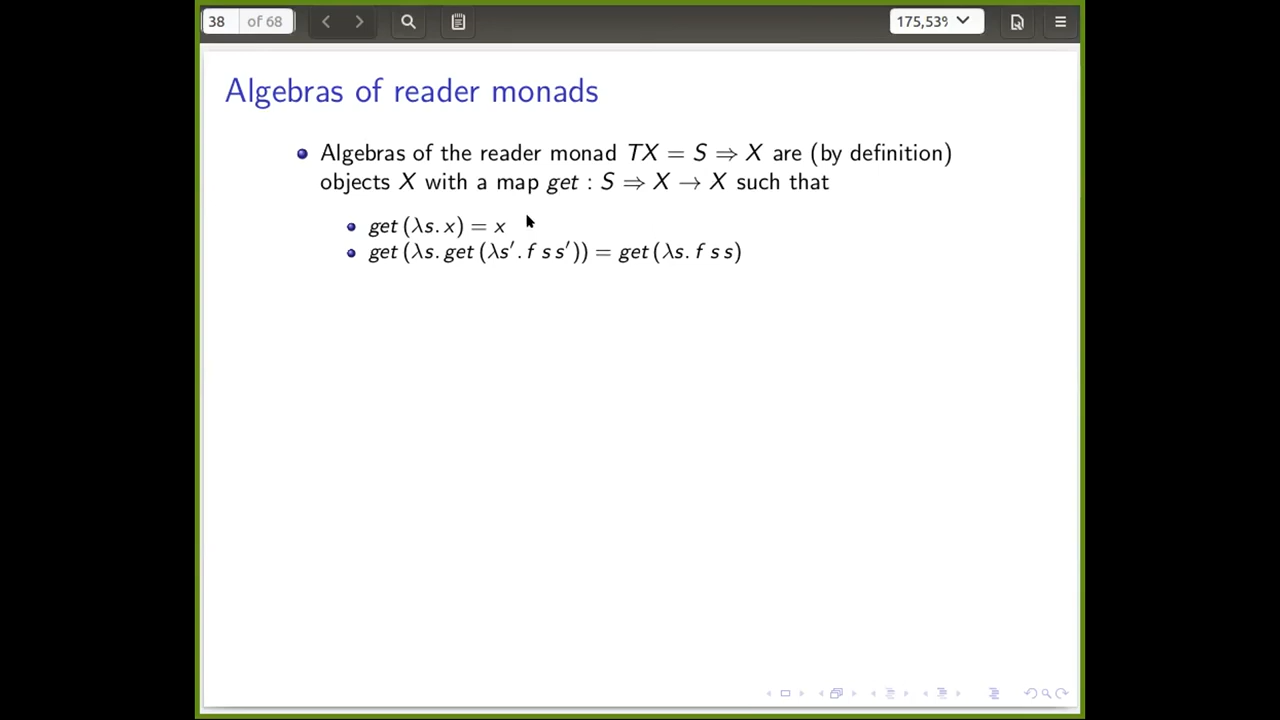 38 of 68 175,53%
Algebras of reader monads
Algebras of the reader monad TX = S ⇒ X are (by definition)
objects X with a map get : S ⇒ X → X such that
get (λs. x) = x
get (λs. get (λs′. f s s′)) = get (λs. f s s)